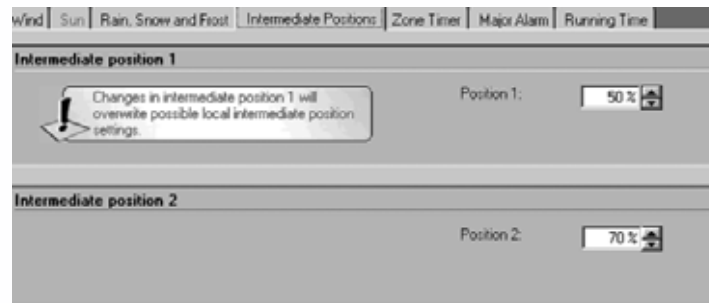 Wind Sun Rain, Snow and Frost Intermediate Positions Zone Timer Major Alarm Running Time
Intermediate position 1
Changes in intermediate position 1 will
overwrite possible local intermediate position
settings.
Position 1: 50 %
Intermediate position 2
Position 2: 70 %